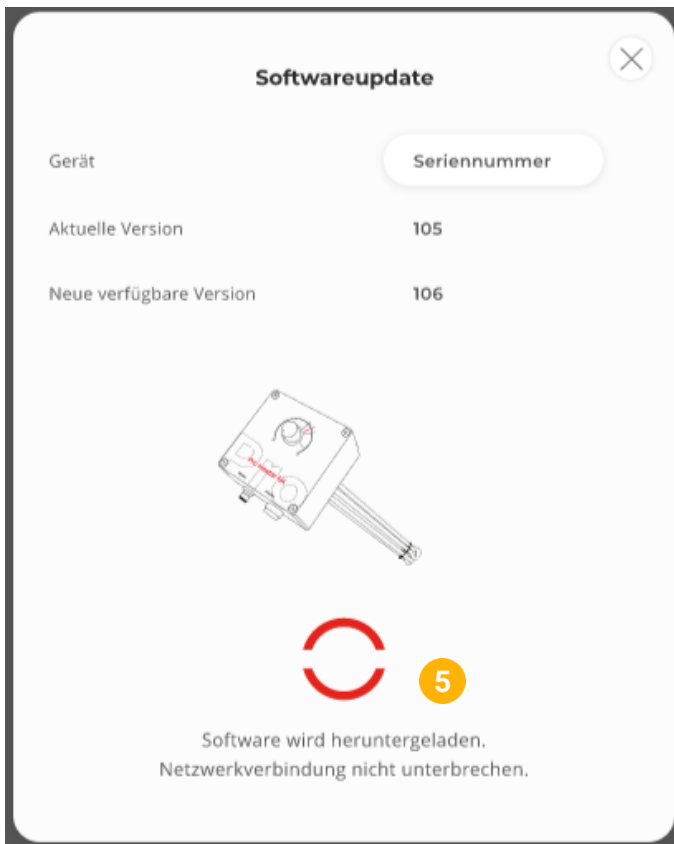 Softwareupdate
Gerät Seriennummer
Aktuelle Version 105
Neue verfügbare Version 106
5
Software wird heruntergeladen.
Netzwerkverbindung nicht unterbrechen.